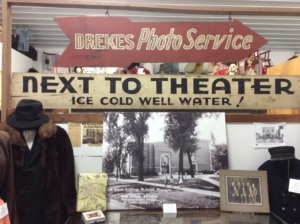 DREKES Photo Service
NEXT TO THEATER
ICE COLD WELL WATER!